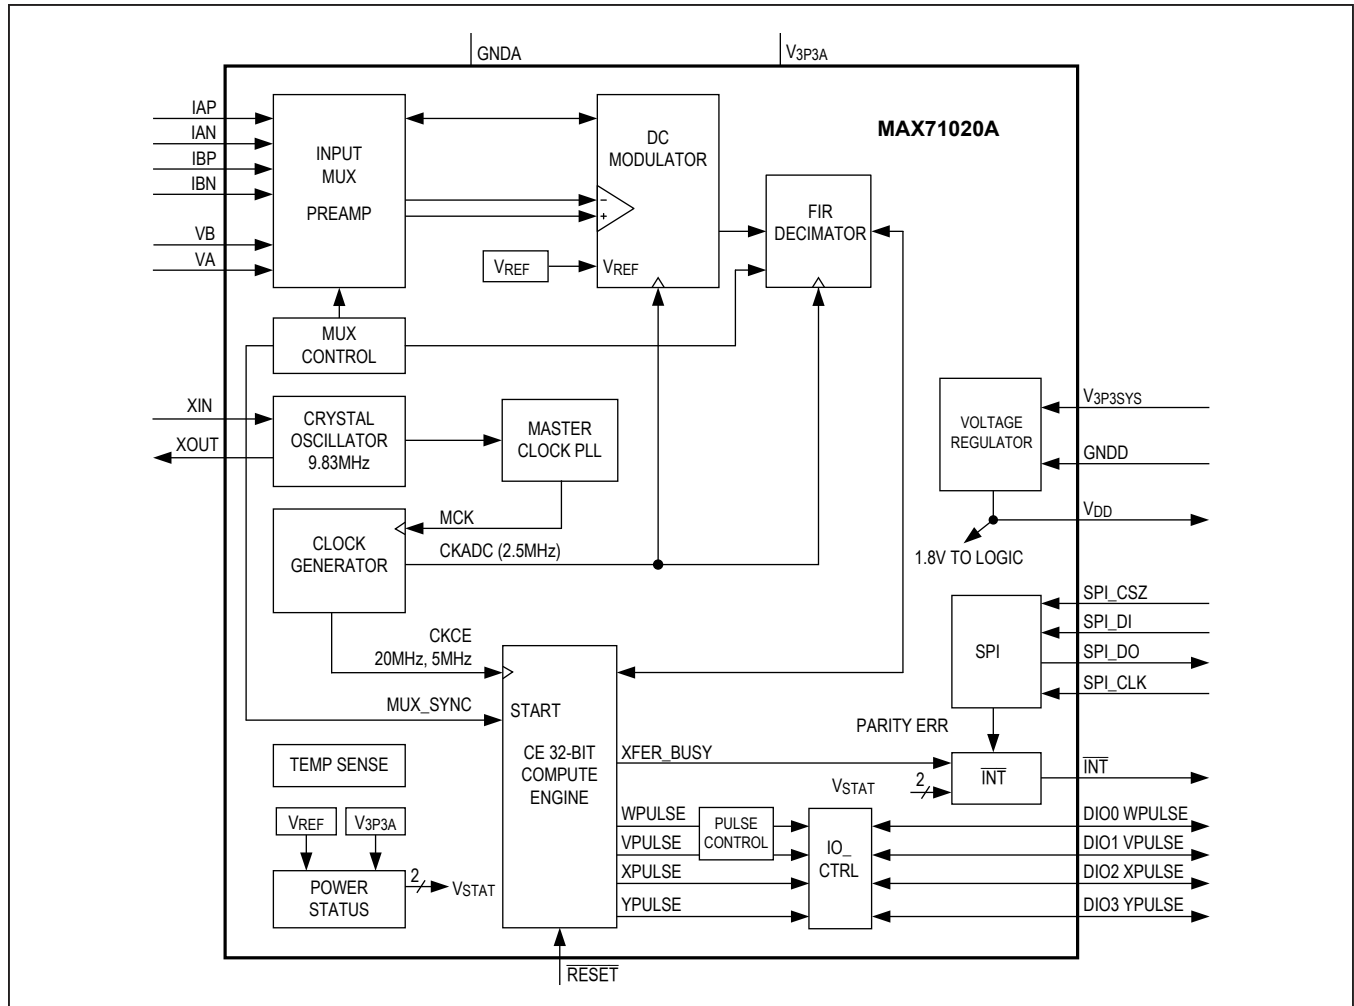 GNDA
V3P3A
MAX71020A
IAP
IAN
IBP
IBN
VB
VA
INPUT
MUX
PREAMP
DC
MODULATOR
−
+
VREF
VREF
FIR
DECIMATOR
MUX
CONTROL
XIN
XOUT
CRYSTAL
OSCILLATOR
9.83MHz
MASTER
CLOCK PLL
VOLTAGE
REGULATOR
V3P3SYS
GNDD
VDD
1.8V TO LOGIC
CLOCK
GENERATOR
MCK
CKADC (2.5MHz)
CKCE
20MHz, 5MHz
MUX_SYNC
START
CE 32-BIT
COMPUTE
ENGINE
SPI
SPI_CSZ
SPI_DI
SPI_DO
SPI_CLK
PARITY ERR
XFER_BUSY
VSTAT
2
INT
INT
TEMP SENSE
VREF
V3P3A
POWER
STATUS
2
VSTAT
WPULSE
VPULSE
XPULSE
YPULSE
PULSE
CONTROL
IO_
CTRL
DIO0 WPULSE
DIO1 VPULSE
DIO2 XPULSE
DIO3 YPULSE
RESET